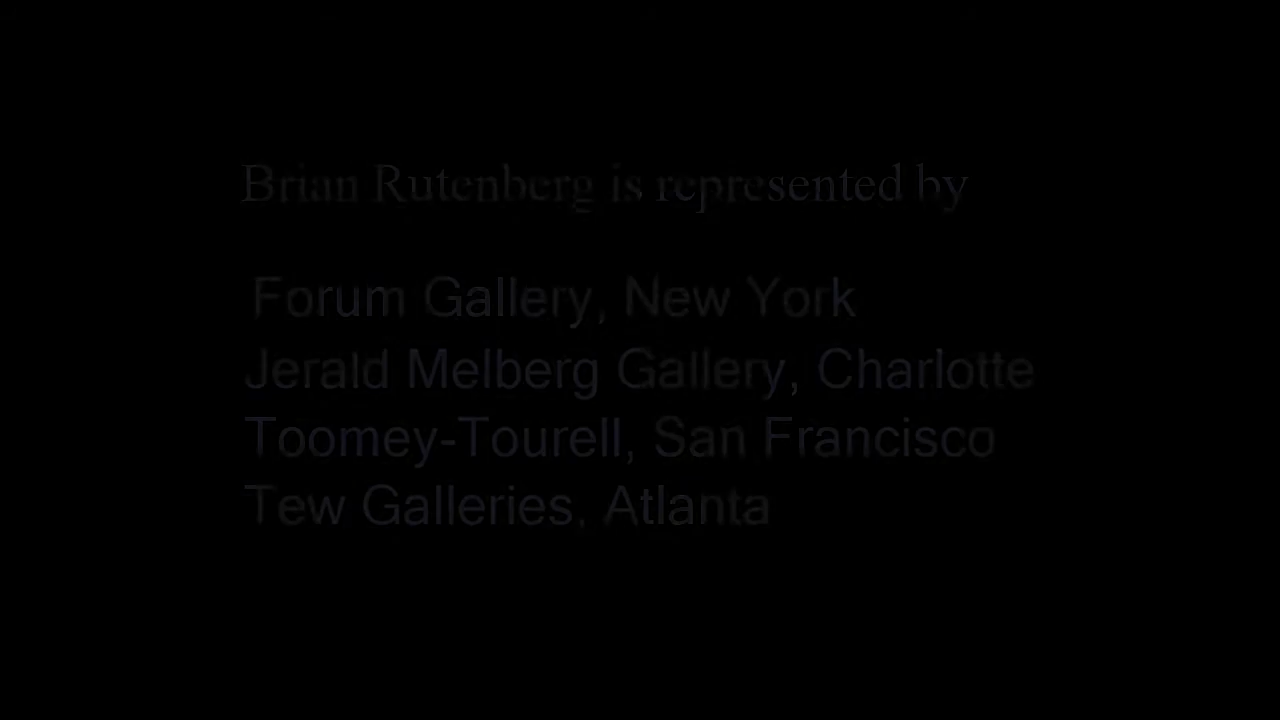 Brian Rutenberg is represented by
Forum Gallery, New York
Jerald Melberg Gallery, Charlotte
Toomey-Tourell, San Francisco
Tew Galleries, Atlanta